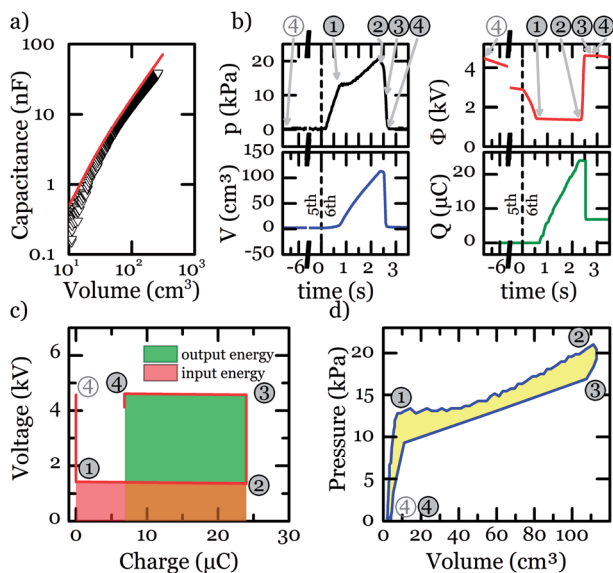 a)
Capacitance (nF)
100
10
1
0.1
10¹ 10² 10³
Volume (cm³)
b)
④ ① ② ③ ④
p (kPa)
20
10
0
V (cm³)
150
100
50
0
-50
5th
6th
-6 0 1 2 3
time (s)
④ ① ② ③ ④
Φ (kV)
6
4
2
0
Q (μC)
20
10
0
5th
6th
-6 0 1 2 3
time (s)
c)
Voltage (kV)
6
5
4
3
2
1
0
output energy
input energy
④ ④ ③
① ②
0 10 20 30
Charge (μC)
d)
Pressure (kPa)
20
15
10
5
0
②
①
③
④ ④
0 20 40 60 80 100
Volume (cm³)